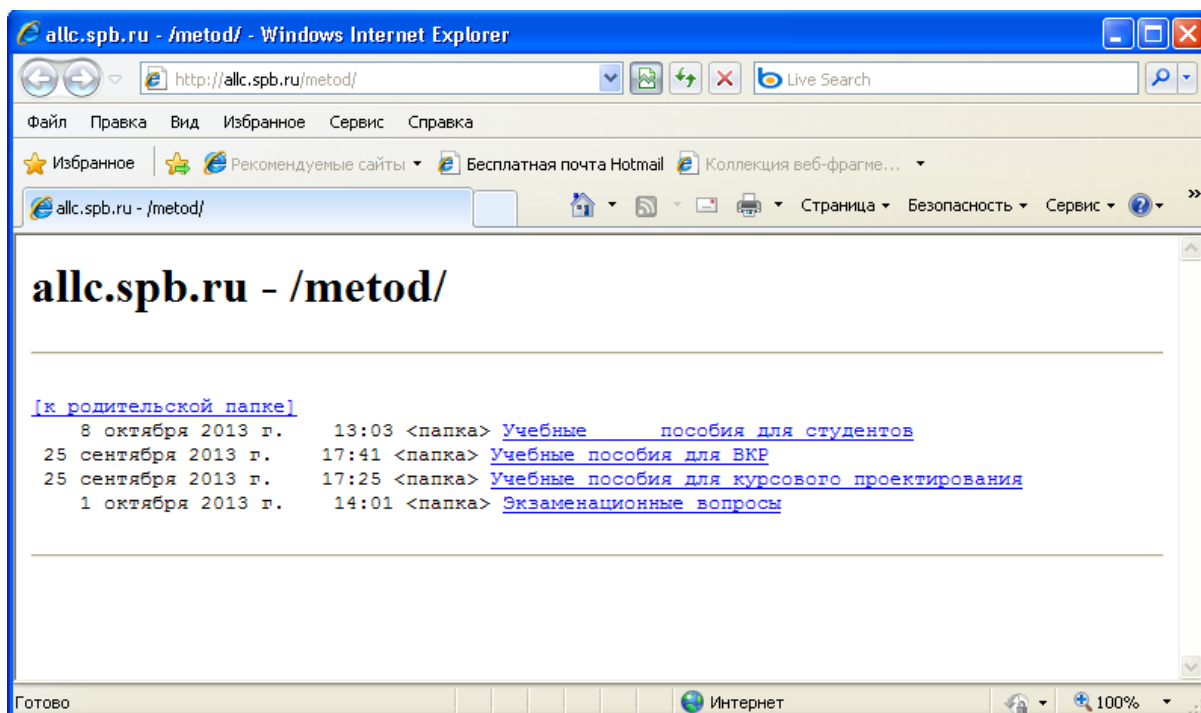 allc.spb.ru - /metod/ - Windows Internet Explorer
http://allc.spb.ru/metod/ Live Search
Файл Правка Вид Избранное Сервис Справка
Избранное Рекомендуемые сайты Бесплатная почта Hotmail Коллекция веб-фрагме...
allc.spb.ru - /metod/ Страница Безопасность Сервис »
allc.spb.ru - /metod/
[к родительской папке]
8 октября 2013 г. 13:03 <папка> Учебные пособия для студентов
25 сентября 2013 г. 17:41 <папка> Учебные пособия для ВКР
25 сентября 2013 г. 17:25 <папка> Учебные пособия для курсового проектирования
1 октября 2013 г. 14:01 <папка> Экзаменационные вопросы
Готово Интернет 100%